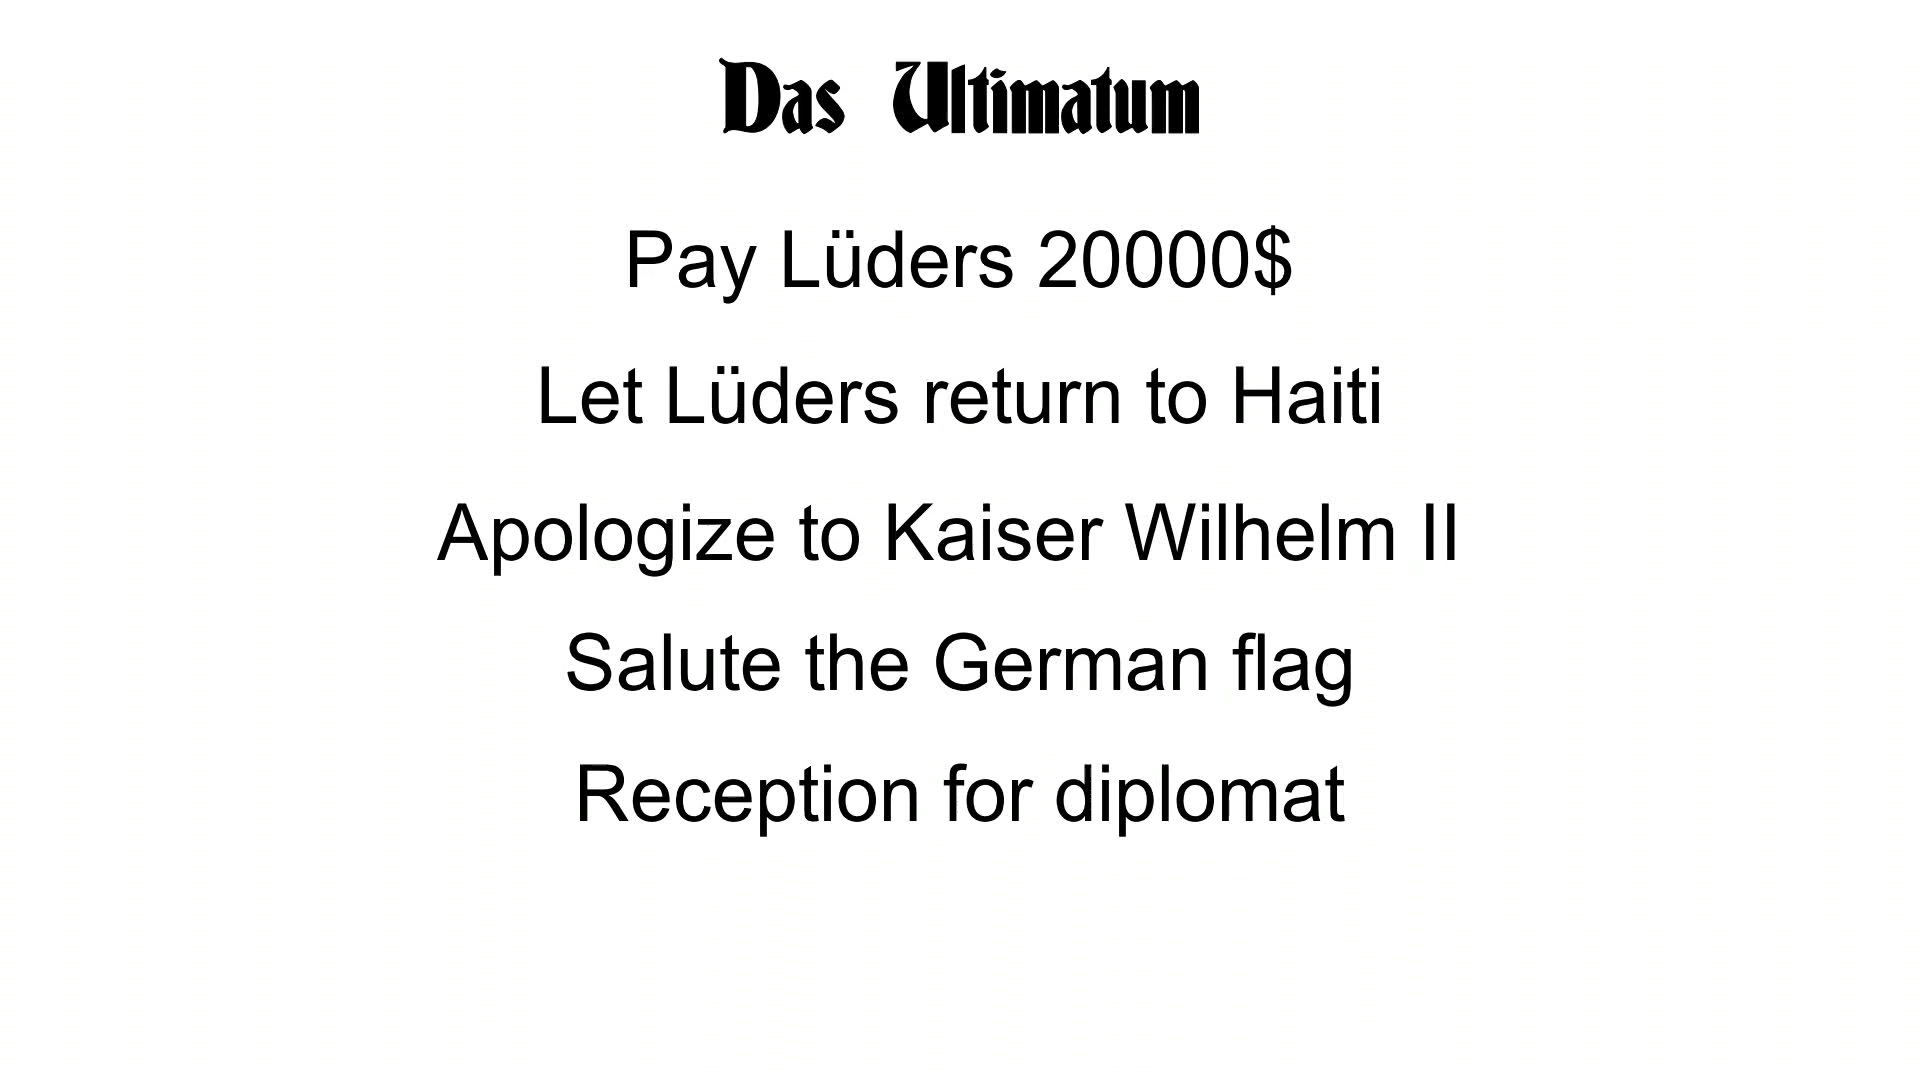 Das Ultimatum
Pay Lüders 20000$
Let Lüders return to Haiti
Apologize to Kaiser Wilhelm II
Salute the German flag
Reception for diplomat